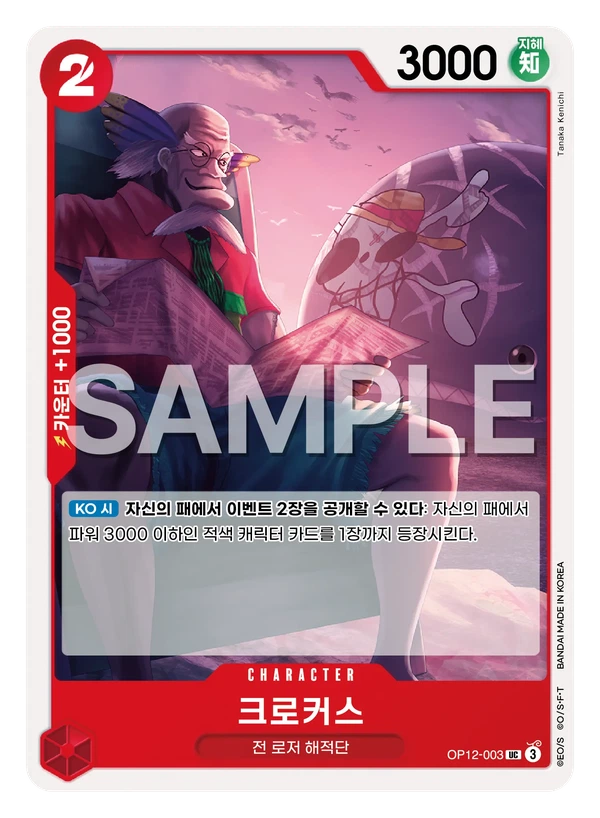 2
3000
지혜
知
Tanaka Kenichi
카운터 +1000
SAMPLE
KO 시 자신의 패에서 이벤트 2장을 공개할 수 있다: 자신의 패에서
파워 3000 이하인 적색 캐릭터 카드를 1장까지 등장시킨다.
CHARACTER
크로커스
전 로저 해적단
OP12-003 UC 3
©EO/S ©O/S·F·T BANDAI MADE IN KOREA